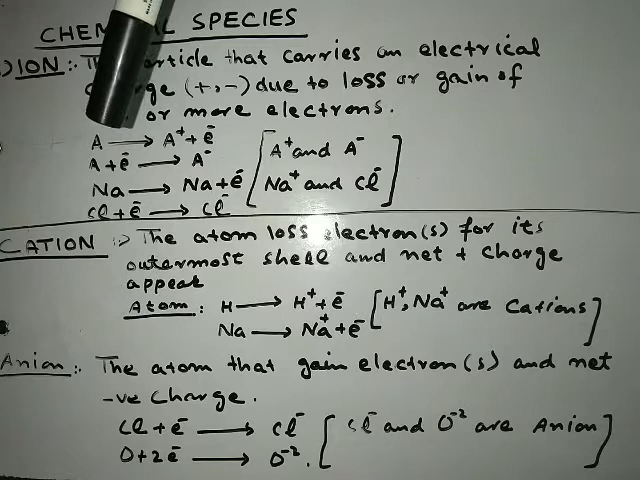 CHEM L SPECIES
ION:- Th article that carries an electrical
ge (+,-) due to loss or gain of
or more electrons.
A ⟶ A⁺ + e̅
A + e̅ ⟶ A⁻
Na ⟶ Na + e̅
Cl + e̅ ⟶ Cl⁻
[A⁺ and A⁻
Na⁺ and Cl⁻]
CATION :- The atom loss electron(s) for its
outermost shell and net + charge
appeat
Atom : H ⟶ H⁺ + e̅ [H⁺, Na⁺ are Cations]
Na ⟶ Na⁺ + e̅
Anion :- The atom that gain electron(s) and net
-ve charge.
Cl + e̅ ⟶ Cl⁻ [Cl⁻ and O⁻² are Anion]
O + 2e̅ ⟶ O⁻².